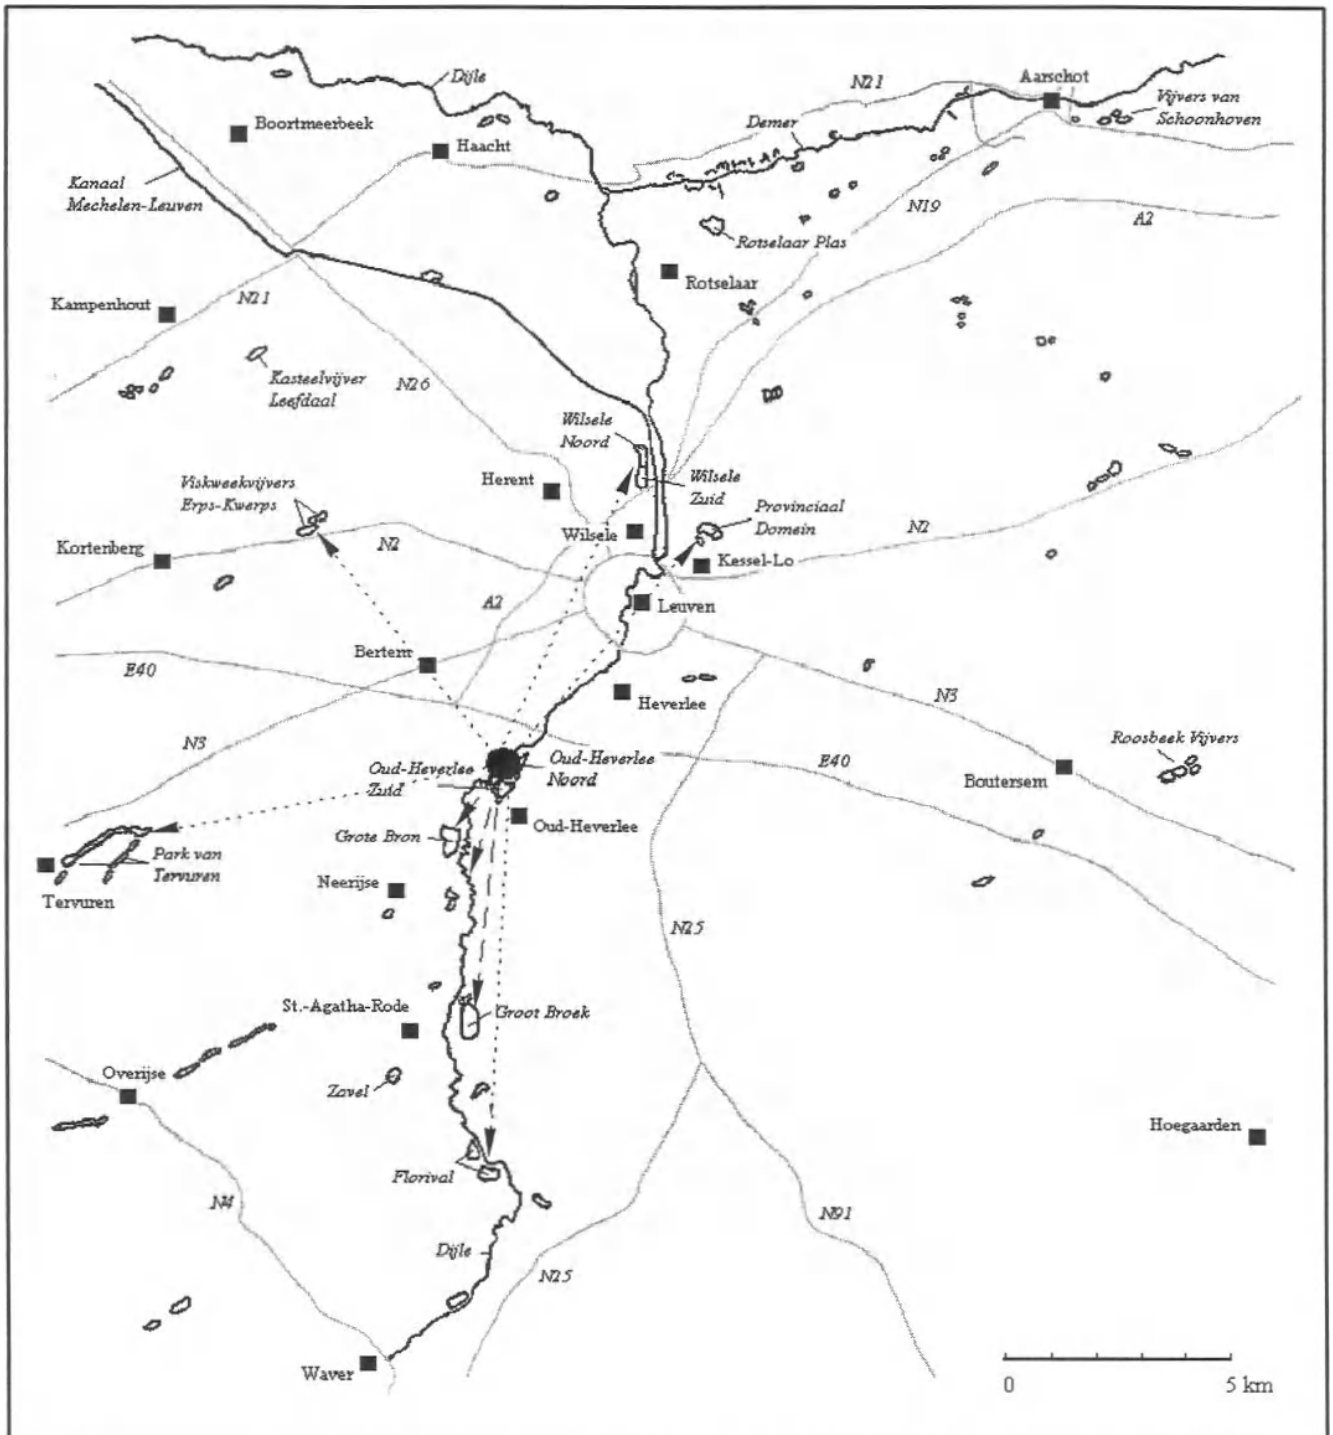 Dijle
N21
Aarschot
Vijvers van
Schoonhoven
Boortmeerbeek
Demer
Haacht
Kanaal
Mechelen-Leuven
N19
A2
Rotselaar Plas
Rotselaar
N21
Kampenhout
Kasteelvijver
Leefdaal
N26
Wilsele
Noord
Viskweekvijvers
Erps-Kwerps
Herent
Wilsele
Zuid
Provinciaal
Domein
N2
Kortenberg
N2
Wilsele
Kessel-Lo
A2
Leuven
Bertem
E40
Heverlee
N3
N3
Roosbeek Vijvers
Oud-Heverlee
Zuid
Oud-Heverlee
Noord
E40
Boutersem
Grote Bron
Oud-Heverlee
Park van
Tervuren
Tervuren
Neerijse
N25
St.-Agatha-Rode
Groot Broek
Overijse
Zavel
Hoegaarden
Florival
N4
N91
Dijle
N25
Waver
0
5 km